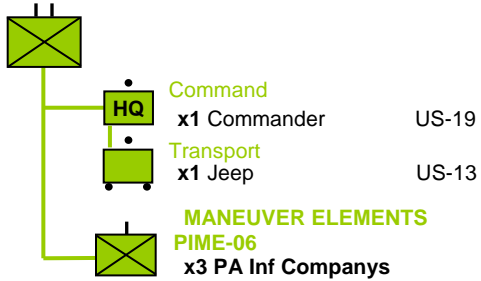 Command
HQ
x1 Commander US-19
Transport
x1 Jeep US-13
MANEUVER ELEMENTS
PIME-06
x3 PA Inf Companys